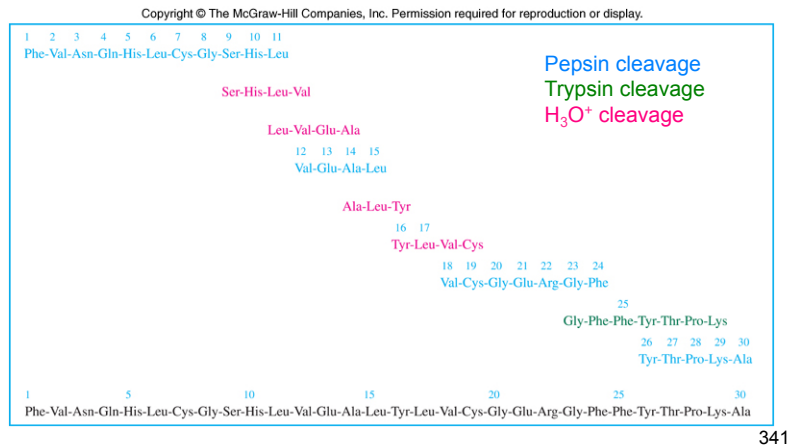 Copyright © The McGraw-Hill Companies, Inc. Permission required for reproduction or display.
1 2 3 4 5 6 7 8 9 10 11
Phe-Val-Asn-Gln-His-Leu-Cys-Gly-Ser-His-Leu
Pepsin cleavage
Trypsin cleavage
H₃O⁺ cleavage
Ser-His-Leu-Val
Leu-Val-Glu-Ala
12 13 14 15
Val-Glu-Ala-Leu
Ala-Leu-Tyr
16 17
Tyr-Leu-Val-Cys
18 19 20 21 22 23 24
Val-Cys-Gly-Glu-Arg-Gly-Phe
25
Gly-Phe-Phe-Tyr-Thr-Pro-Lys
26 27 28 29 30
Tyr-Thr-Pro-Lys-Ala
1 5 10 15 20 25 30
Phe-Val-Asn-Gln-His-Leu-Cys-Gly-Ser-His-Leu-Val-Glu-Ala-Leu-Tyr-Leu-Val-Cys-Gly-Glu-Arg-Gly-Phe-Phe-Tyr-Thr-Pro-Lys-Ala
341